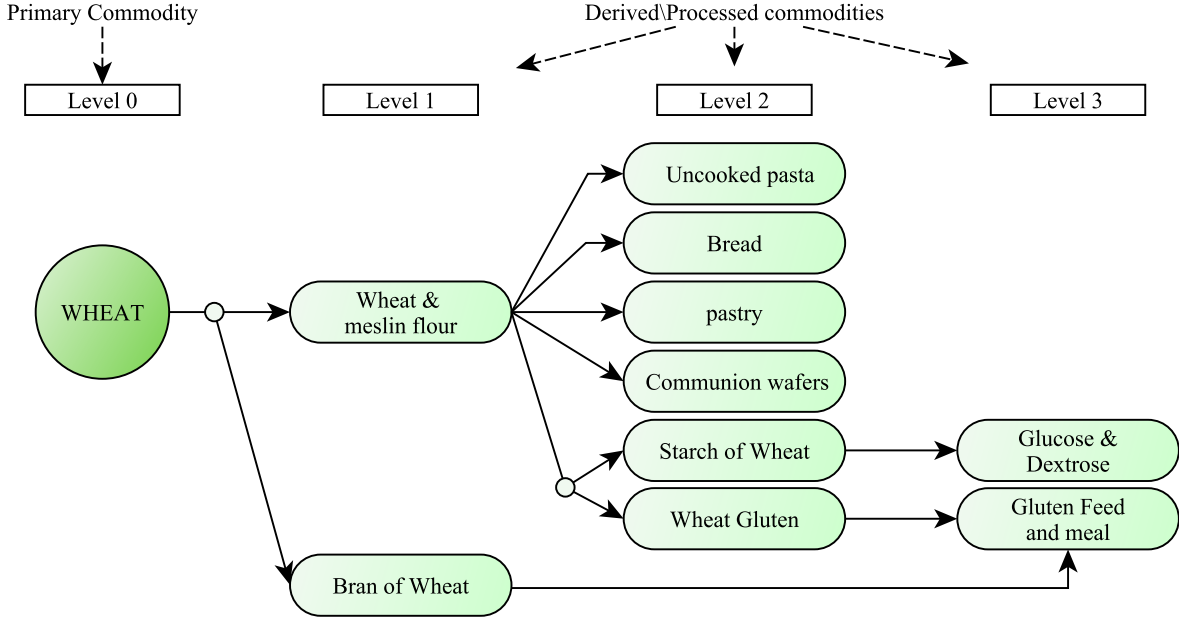 Primary Commodity
Derived\Processed commodities
Level 0
Level 1
Level 2
Level 3
Uncooked pasta
Bread
WHEAT
Wheat &
meslin flour
pastry
Communion wafers
Starch of Wheat
Glucose &
Dextrose
Wheat Gluten
Gluten Feed
and meal
Bran of Wheat